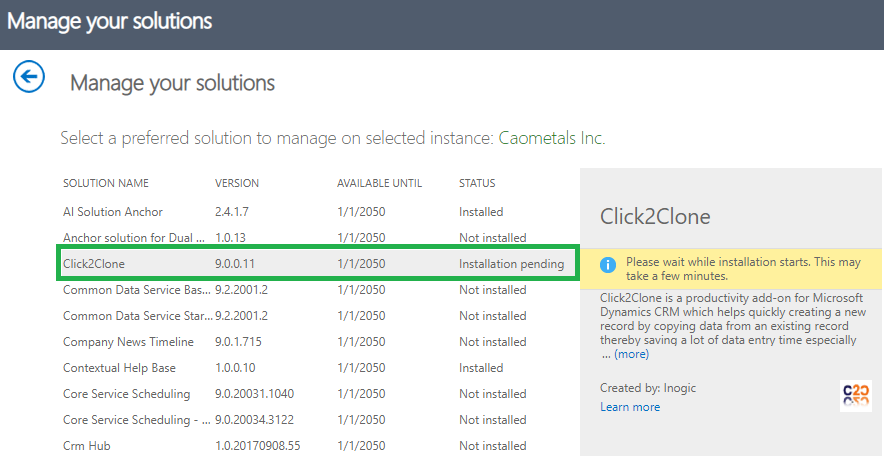 Manage your solutions
Manage your solutions
Select a preferred solution to manage on selected instance: Caometals Inc.
SOLUTION NAME VERSION AVAILABLE UNTIL STATUS
AI Solution Anchor 2.4.1.7 1/1/2050 Installed
Anchor solution for Dual ... 1.0.13 1/1/2050 Not installed
Click2Clone 9.0.0.11 1/1/2050 Installation pending
Common Data Service Bas... 9.2.2001.2 1/1/2050 Not installed
Common Data Service Star... 9.2.2001.2 1/1/2050 Not installed
Company News Timeline 9.0.1.715 1/1/2050 Not installed
Contextual Help Base 1.0.0.10 1/1/2050 Installed
Core Service Scheduling 9.0.20031.1040 1/1/2050 Not installed
Core Service Scheduling - ... 9.0.20034.3122 1/1/2050 Not installed
Crm Hub 1.0.20170908.55 1/1/2050 Not installed
Click2Clone
Please wait while installation starts. This may
take a few minutes.
Click2Clone is a productivity add-on for Microsoft
Dynamics CRM which helps quickly creating a new
record by copying data from an existing record
thereby saving a lot of data entry time especially
... (more)
Created by: Inogic
Learn more
C2C